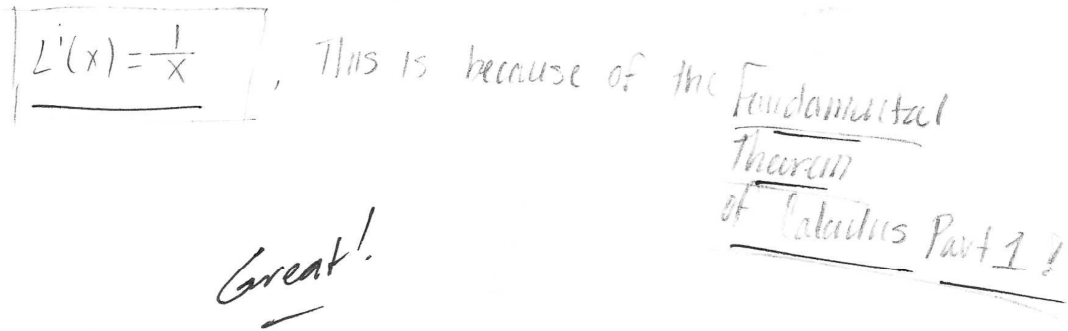 L'(x) = 1/x , This is because of the Fundamental
Theorem
of Calculus Part 1!
Great!